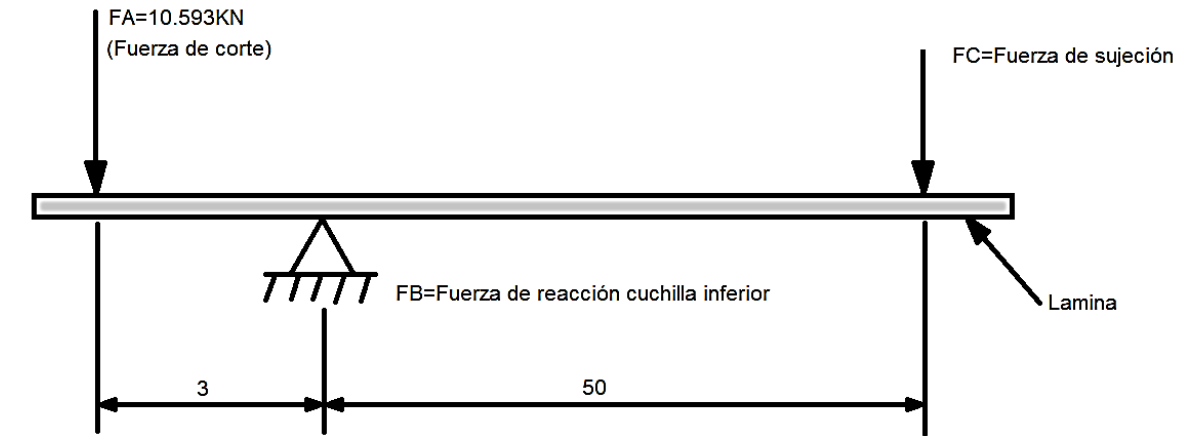 FA=10.593KN
(Fuerza de corte)
FC=Fuerza de sujeción
FB=Fuerza de reacción cuchilla inferior
Lamina
3
50